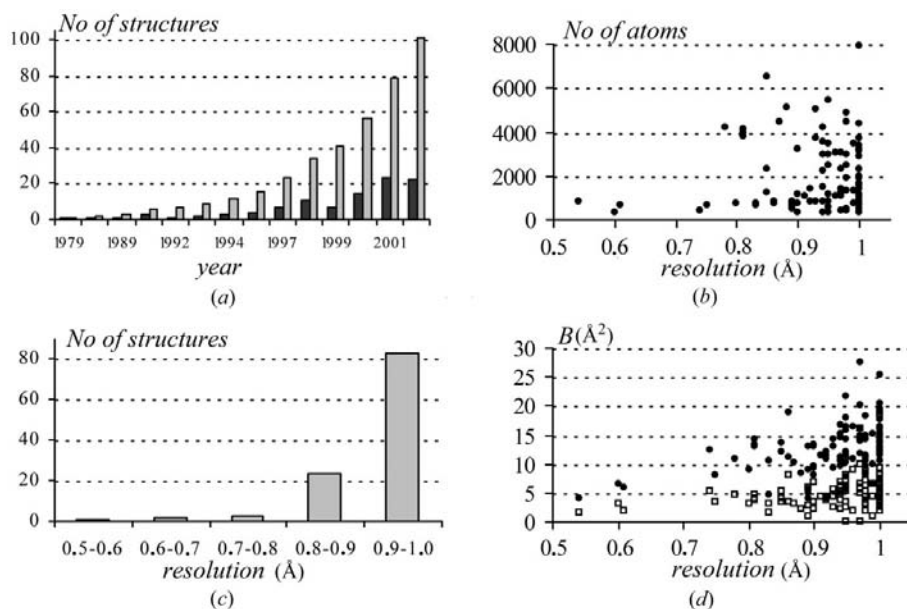 No of structures
100
80
60
40
20
0
1979 1989 1992 1994 1997 1999 2001
year
(a)
No of atoms
8000
6000
4000
2000
0
0.5 0.6 0.7 0.8 0.9 1
resolution (Å)
(b)
No of structures
80
60
40
20
0
0.5-0.6 0.6-0.7 0.7-0.8 0.8-0.9 0.9-1.0
resolution (Å)
(c)
B(Å²)
30
25
20
15
10
5
0
0.5 0.6 0.7 0.8 0.9 1
resolution (Å)
(d)